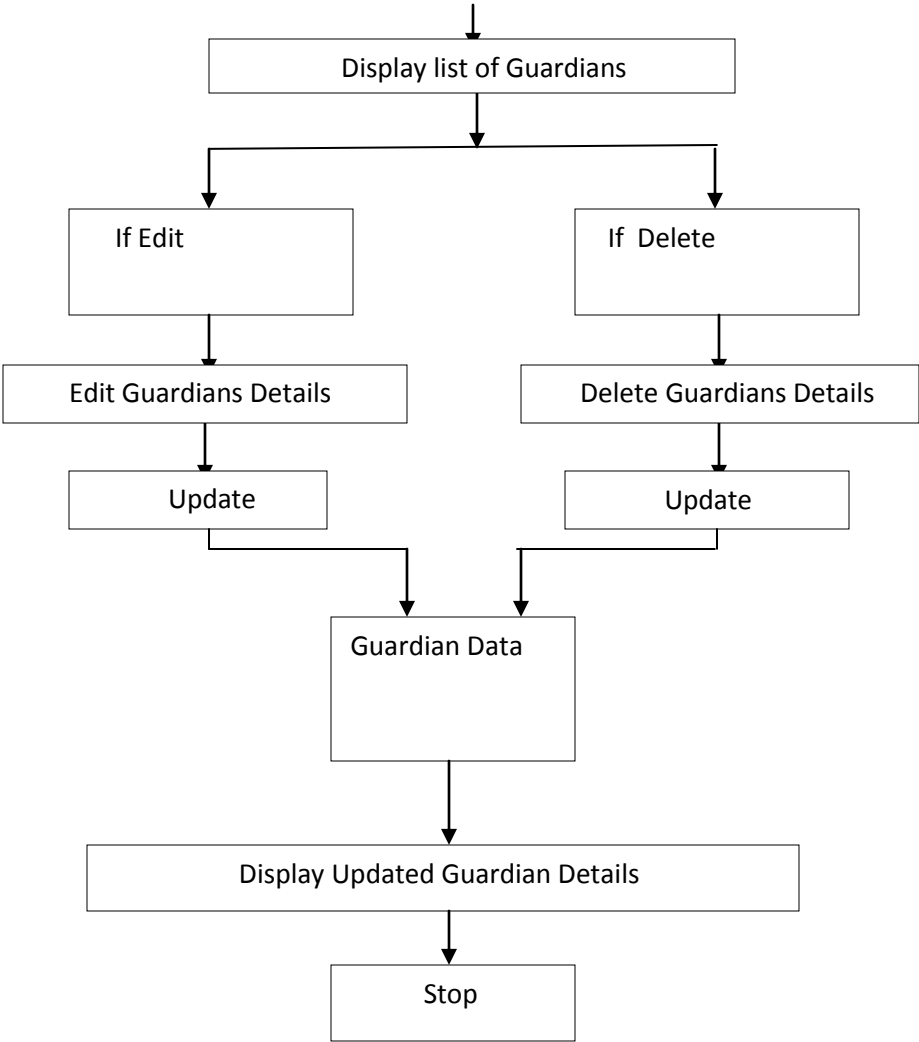 Display list of Guardians
If Edit
If  Delete
Edit Guardians Details
Delete Guardians Details
Update
Update
Guardian Data
Display Updated Guardian Details
Stop